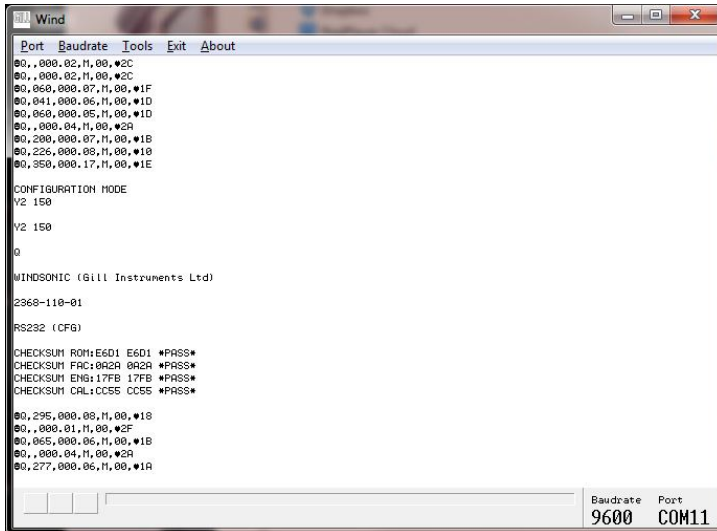 Wind
Port Baudrate Tools Exit About
☻Q,,000.02,M,00,♥2C
☻Q,,000.02,M,00,♥2C
☻Q,060,000.07,M,00,♥1F
☻Q,041,000.06,M,00,♥1D
☻Q,060,000.05,M,00,♥1D
☻Q,,000.04,M,00,♥2A
☻Q,200,000.07,M,00,♥1B
☻Q,226,000.08,M,00,♥10
☻Q,350,000.17,M,00,♥1E
CONFIGURATION MODE
Y2 150
Y2 150
Q
WINDSONIC (Gill Instruments Ltd)
2368-110-01
RS232 (CFG)
CHECKSUM ROM:E6D1 E6D1 *PASS*
CHECKSUM FAC:0A2A 0A2A *PASS*
CHECKSUM ENG:17FB 17FB *PASS*
CHECKSUM CAL:CC55 CC55 *PASS*
☻Q,295,000.08,M,00,♥18
☻Q,,000.01,M,00,♥2F
☻Q,065,000.06,M,00,♥1B
☻Q,,000.04,M,00,♥2A
☻Q,277,000.06,M,00,♥1A
Baudrate Port
9600 COM11